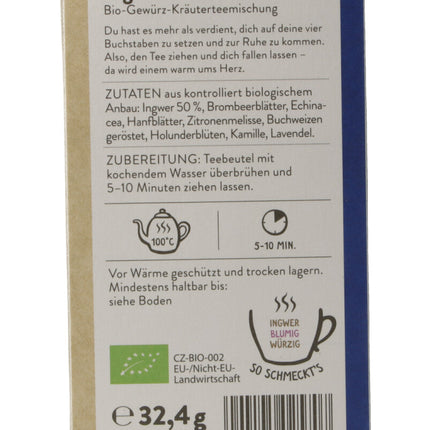 Bio-Gewürz-Kräuterteemischung
Du hast es mehr als verdient, dich auf deine vier
Buchstaben zu setzen und zur Ruhe zu kommen.
Also, den Tee ziehen und dich fallen lassen –
da wird einem warm ums Herz.
ZUTATEN aus kontrolliert biologischem
Anbau: Ingwer 50 %, Brombeerblätter, Echina-
cea, Hanfblätter, Zitronenmelisse, Buchweizen
geröstet, Holunderblüten, Kamille, Lavendel.
ZUBEREITUNG: Teebeutel mit
kochendem Wasser überbrühen und
5–10 Minuten ziehen lassen.
100°C
5-10 MIN.
Vor Wärme geschützt und trocken lagern.
Mindestens haltbar bis:
siehe Boden
INGWER
BLUMIG
WÜRZIG
SO SCHMECKT'S
CZ-BIO-002
EU-/Nicht-EU-
Landwirtschaft
℮ 32,4 g